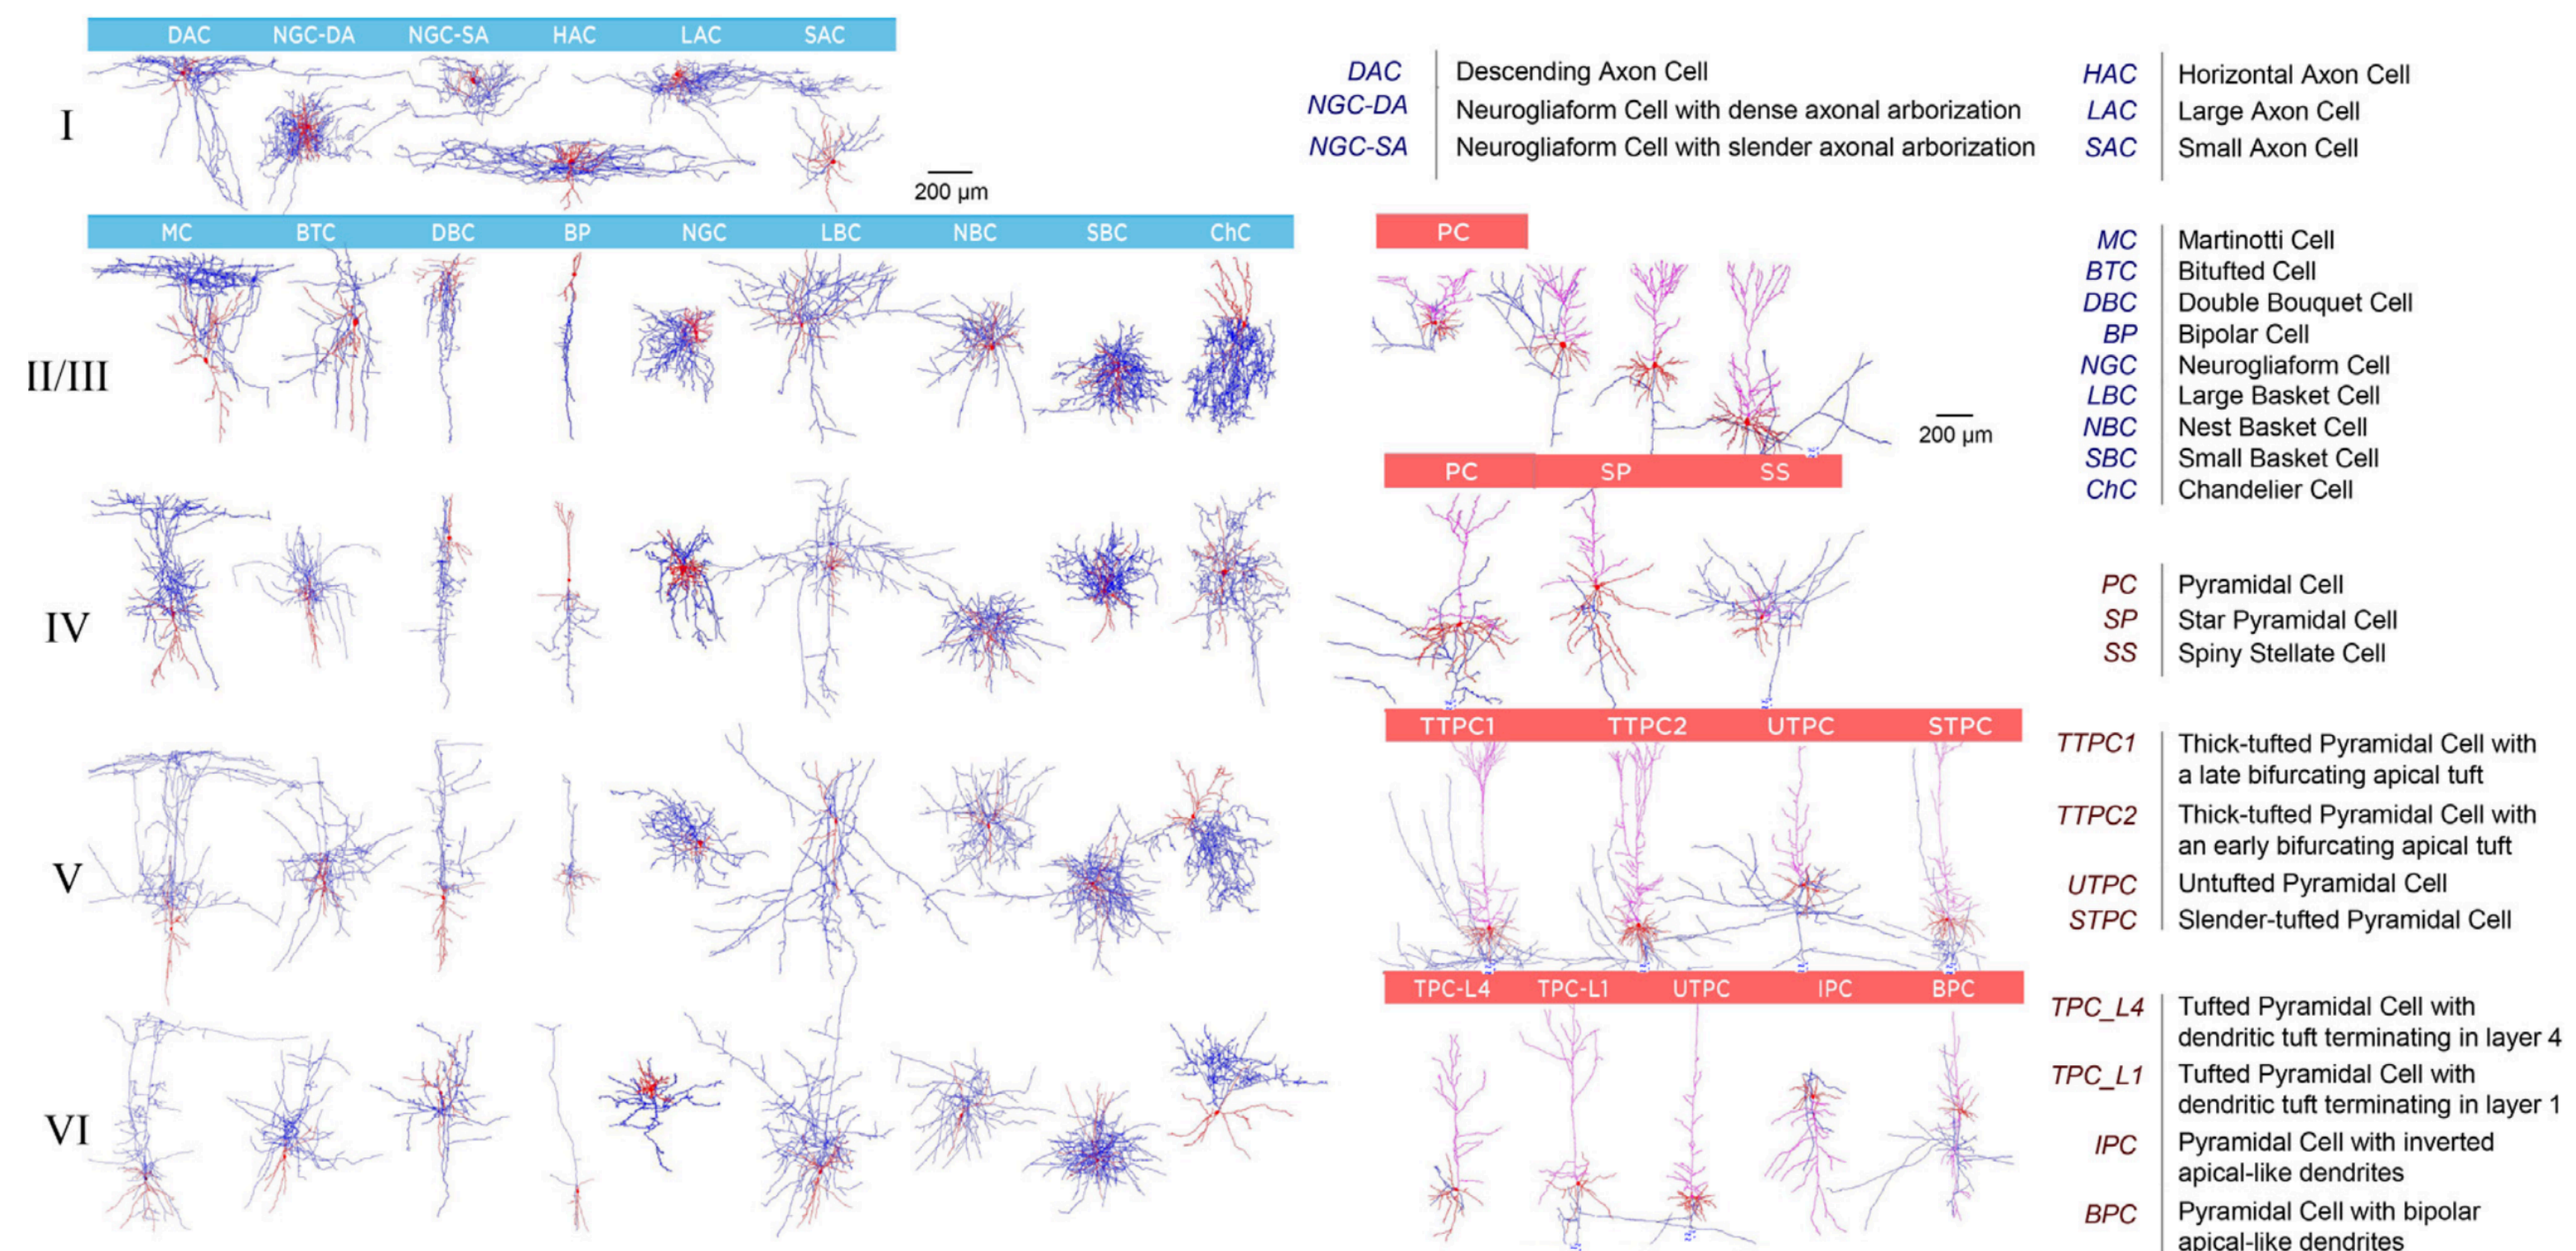 DAC NGC-DA NGC-SA HAC LAC SAC
I
200 µm
DAC Descending Axon Cell
NGC-DA Neurogliaform Cell with dense axonal arborization
NGC-SA Neurogliaform Cell with slender axonal arborization
HAC Horizontal Axon Cell
LAC Large Axon Cell
SAC Small Axon Cell
MC BTC DBC BP NGC LBC NBC SBC ChC
II/III
PC
200 µm
MC Martinotti Cell
BTC Bitufted Cell
DBC Double Bouquet Cell
BP Bipolar Cell
NGC Neurogliaform Cell
LBC Large Basket Cell
NBC Nest Basket Cell
SBC Small Basket Cell
ChC Chandelier Cell
IV
PC SP SS
PC Pyramidal Cell
SP Star Pyramidal Cell
SS Spiny Stellate Cell
V
TTPC1 TTPC2 UTPC STPC
TTPC1 Thick-tufted Pyramidal Cell with
a late bifurcating apical tuft
TTPC2 Thick-tufted Pyramidal Cell with
an early bifurcating apical tuft
UTPC Untufted Pyramidal Cell
STPC Slender-tufted Pyramidal Cell
VI
TPC-L4 TPC-L1 UTPC IPC BPC
TPC_L4 Tufted Pyramidal Cell with
dendritic tuft terminating in layer 4
TPC_L1 Tufted Pyramidal Cell with
dendritic tuft terminating in layer 1
IPC Pyramidal Cell with inverted
apical-like dendrites
BPC Pyramidal Cell with bipolar
apical-like dendrites